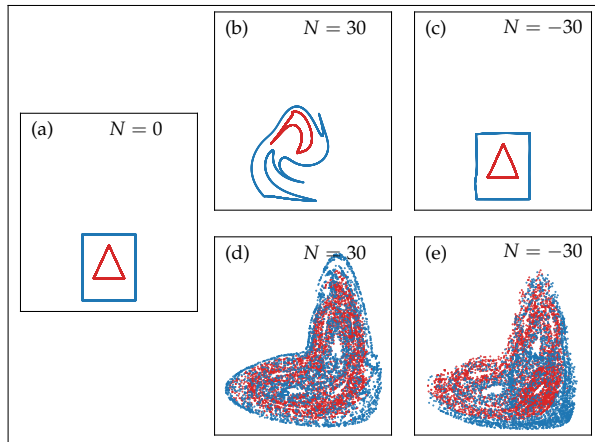 (a) N = 0
(b) N = 30
(c) N = −30
(d) N = 30
(e) N = −30